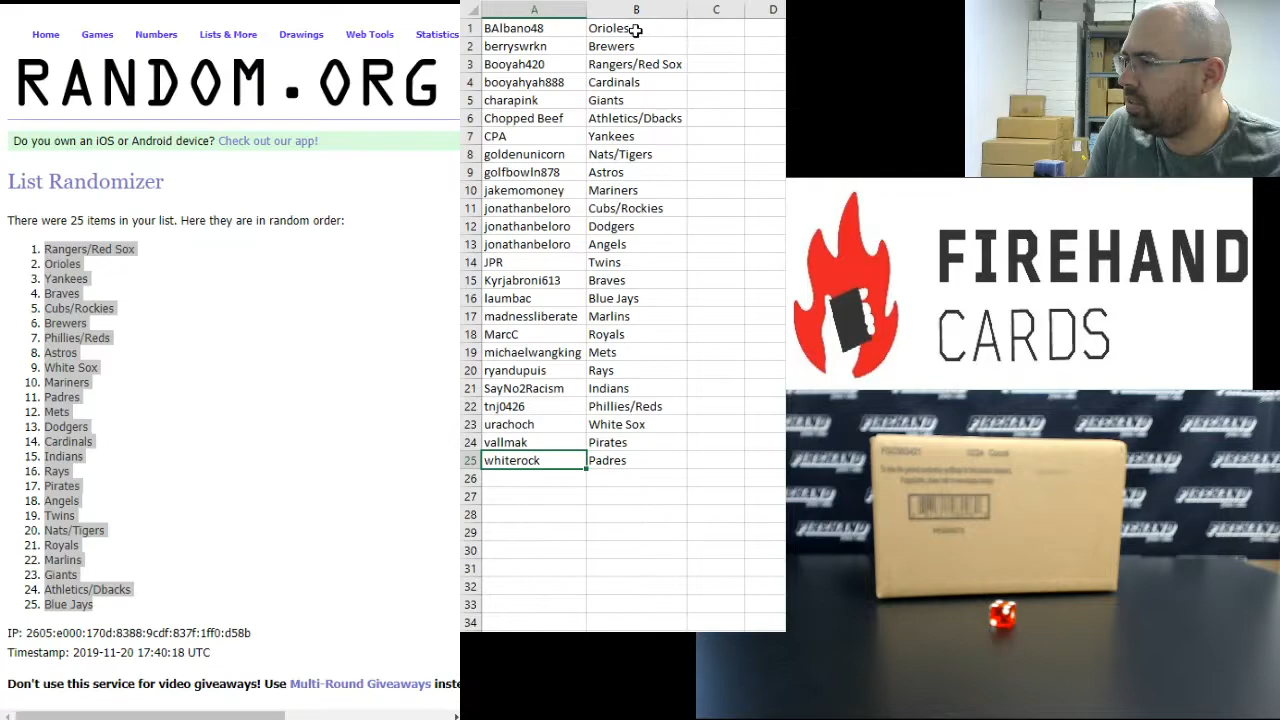 Home Games Numbers Lists & More Drawings Web Tools Statistics
RANDOM.ORG
Do you own an iOS or Android device? Check out our app!
List Randomizer
There were 25 items in your list. Here they are in random order:
1. Rangers/Red Sox
2. Orioles
3. Yankees
4. Braves
5. Cubs/Rockies
6. Brewers
7. Phillies/Reds
8. Astros
9. White Sox
10. Mariners
11. Padres
12. Mets
13. Dodgers
14. Cardinals
15. Indians
16. Rays
17. Pirates
18. Angels
19. Twins
20. Nats/Tigers
21. Royals
22. Marlins
23. Giants
24. Athletics/Dbacks
25. Blue Jays
IP: 2605:e000:170d:8388:9cdf:837f:1ff0:d58b
Timestamp: 2019-11-20 17:40:18 UTC
Don't use this service for video giveaways! Use Multi-Round Giveaways inste
A B C D
1 BAlbano48 Orioles
2 berryswrkn Brewers
3 Booyah420 Rangers/Red Sox
4 booyahyah888 Cardinals
5 charapink Giants
6 Chopped Beef Athletics/Dbacks
7 CPA Yankees
8 goldenunicorn Nats/Tigers
9 golfbowln878 Astros
10 jakemomoney Mariners
11 jonathanbeloro Cubs/Rockies
12 jonathanbeloro Dodgers
13 jonathanbeloro Angels
14 JPR Twins
15 Kyrjabroni613 Braves
16 laumbac Blue Jays
17 madnessliberate Marlins
18 MarcC Royals
19 michaelwangking Mets
20 ryandupuis Rays
21 SayNo2Racism Indians
22 tnj0426 Phillies/Reds
23 urachoch White Sox
24 vallmak Pirates
25 whiterock Padres
26
27
28
29
30
31
32
33
34
FIREHAND
CARDS
FIREHAND